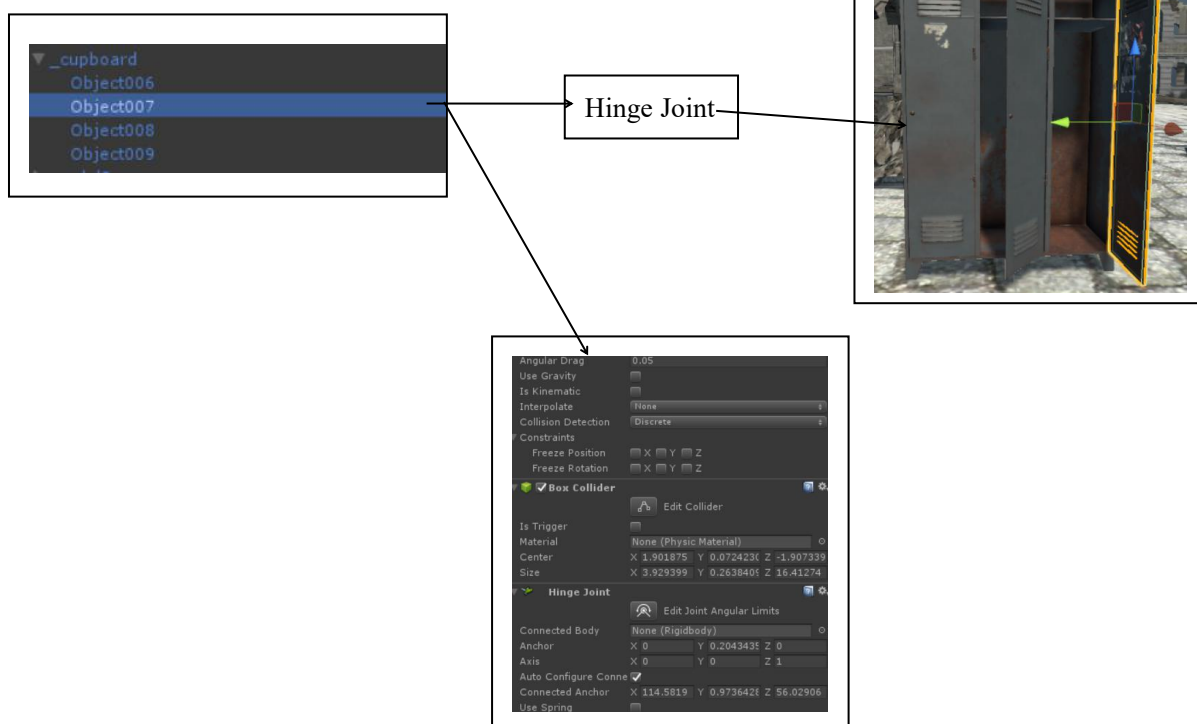 _cupboard
Object006
Object007
Object008
Object009
Hinge Joint
Angular Drag 0.05
Use Gravity
Is Kinematic
Interpolate None
Collision Detection Discrete
Constraints
Freeze Position X Y Z
Freeze Rotation X Y Z
Box Collider
Edit Collider
Is Trigger
Material None (Physic Material)
Center X 1.901875 Y 0.0724230 Z -1.907339
Size X 3.929399 Y 0.2638409 Z 16.41274
Hinge Joint
Edit Joint Angular Limits
Connected Body None (Rigidbody)
Anchor X 0 Y 0.2043435 Z 0
Axis X 0 Y 0 Z 1
Auto Configure Conne
Connected Anchor X 114.5819 Y 0.9736428 Z 56.02906
Use Spring